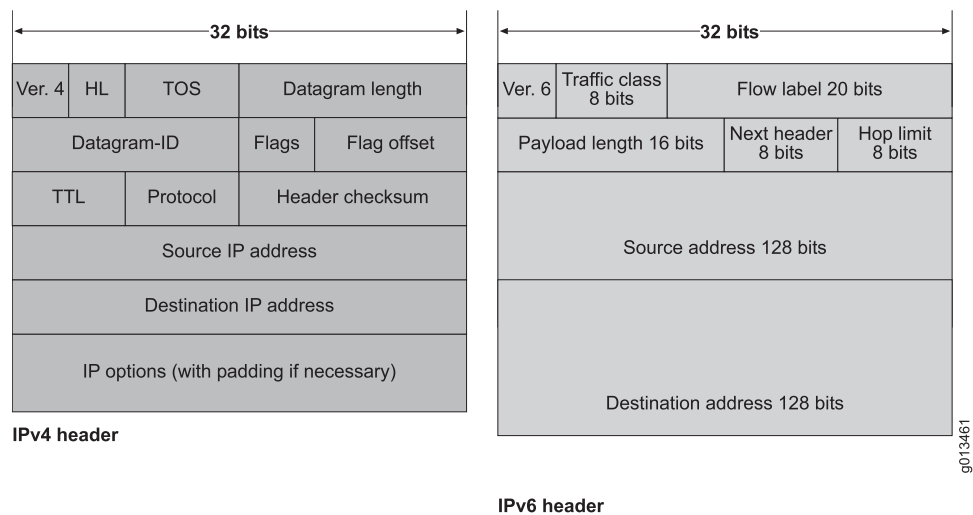 32 bits
Ver. 4 HL TOS Datagram length
Datagram-ID Flags Flag offset
TTL Protocol Header checksum
Source IP address
Destination IP address
IP options (with padding if necessary)
IPv4 header
32 bits
Ver. 6 Traffic class 8 bits Flow label 20 bits
Payload length 16 bits Next header 8 bits Hop limit 8 bits
Source address 128 bits
Destination address 128 bits
IPv6 header
g013461